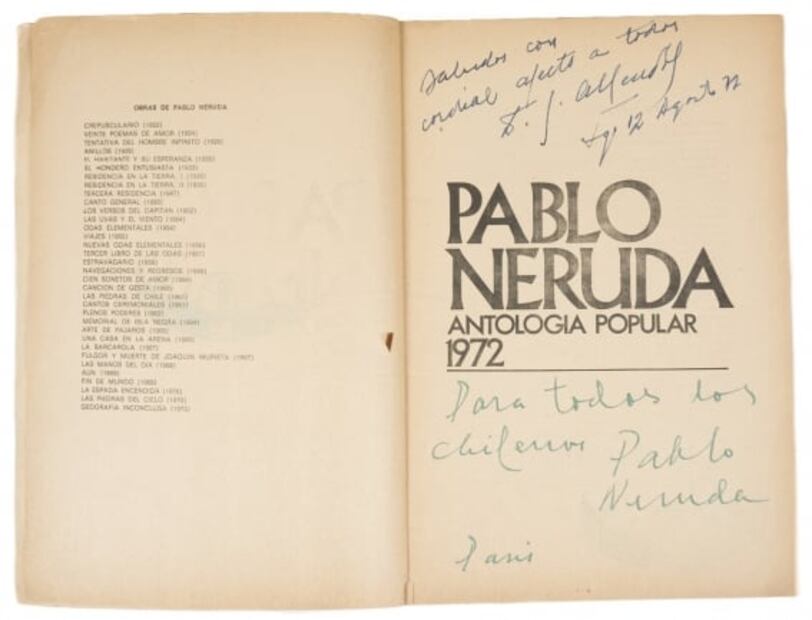 OBRAS DE PABLO NERUDA
CREPUSCULARIO (1923)
VEINTE POEMAS DE AMOR (1924)
TENTATIVA DEL HOMBRE INFINITO (1926)
ANILLOS (1926)
EL HABITANTE Y SU ESPERANZA (1926)
EL HONDERO ENTUSIASTA (1933)
RESIDENCIA EN LA TIERRA, I (1935)
RESIDENCIA EN LA TIERRA, II (1935)
TERCERA RESIDENCIA (1947)
CANTO GENERAL (1950)
LOS VERSOS DEL CAPITAN (1952)
LAS UVAS Y EL VIENTO (1954)
ODAS ELEMENTALES (1954)
VIAJES (1955)
NUEVAS ODAS ELEMENTALES (1956)
TERCER LIBRO DE LAS ODAS (1957)
ESTRAVAGARIO (1958)
NAVEGACIONES Y REGRESOS (1959)
CIEN SONETOS DE AMOR (1959)
CANCION DE GESTA (1960)
LAS PIEDRAS DE CHILE (1961)
CANTOS CEREMONIALES (1961)
PLENOS PODERES (1962)
MEMORIAL DE ISLA NEGRA (1964)
ARTE DE PAJAROS (1966)
UNA CASA EN LA ARENA (1966)
LA BARCAROLA (1967)
FULGOR Y MUERTE DE JOAQUIN MURIETA (1967)
LAS MANOS DEL DIA (1968)
AUN (1969)
FIN DE MUNDO (1969)
LA ESPADA ENCENDIDA (1970)
LAS PIEDRAS DEL CIELO (1970)
GEOGRAFIA INCONCLUSA (1972)
Saludos con
cordial afecto a todos
S. G. Allende
Stgo 12 Agosto 72
PABLO
NERUDA
ANTOLOGIA POPULAR
1972
Para todos los
chilenos Pablo
Neruda
Paris